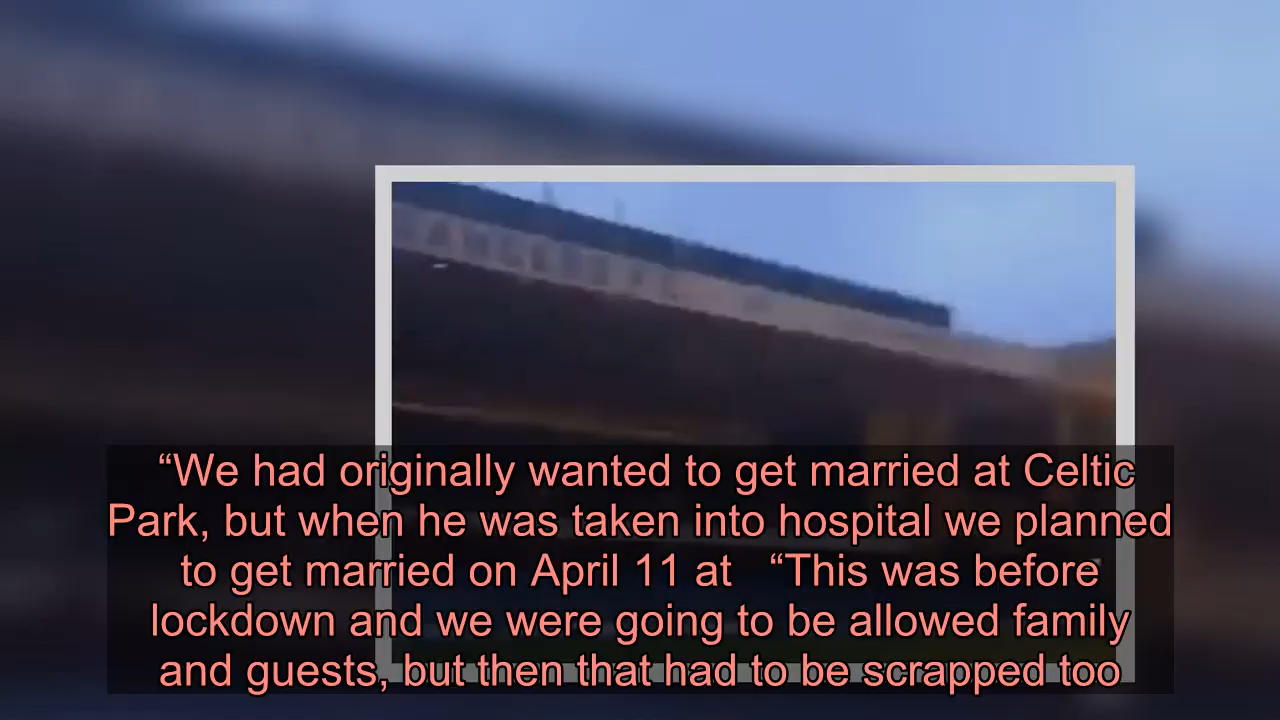 “We had originally wanted to get married at Celtic
Park, but when he was taken into hospital we planned
to get married on April 11 at   “This was before
lockdown and we were going to be allowed family
and guests, but then that had to be scrapped too